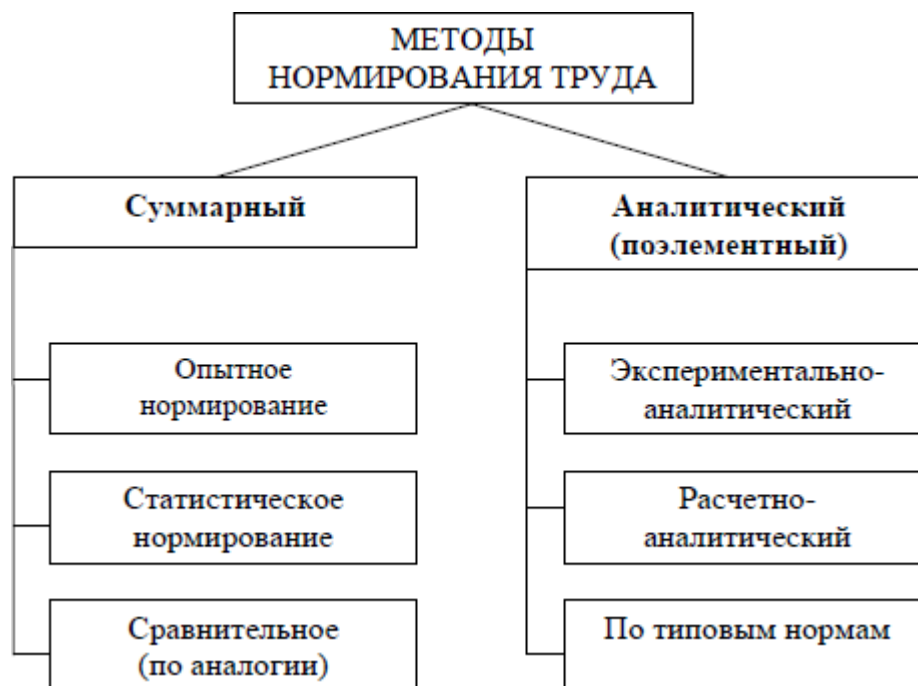 МЕТОДЫ
НОРМИРОВАНИЯ ТРУДА
Суммарный
Опытное
нормирование
Статистическое
нормирование
Сравнительное
(по аналогии)
Аналитический
(поэлементный)
Экспериментально-
аналитический
Расчетно-
аналитический
По типовым нормам